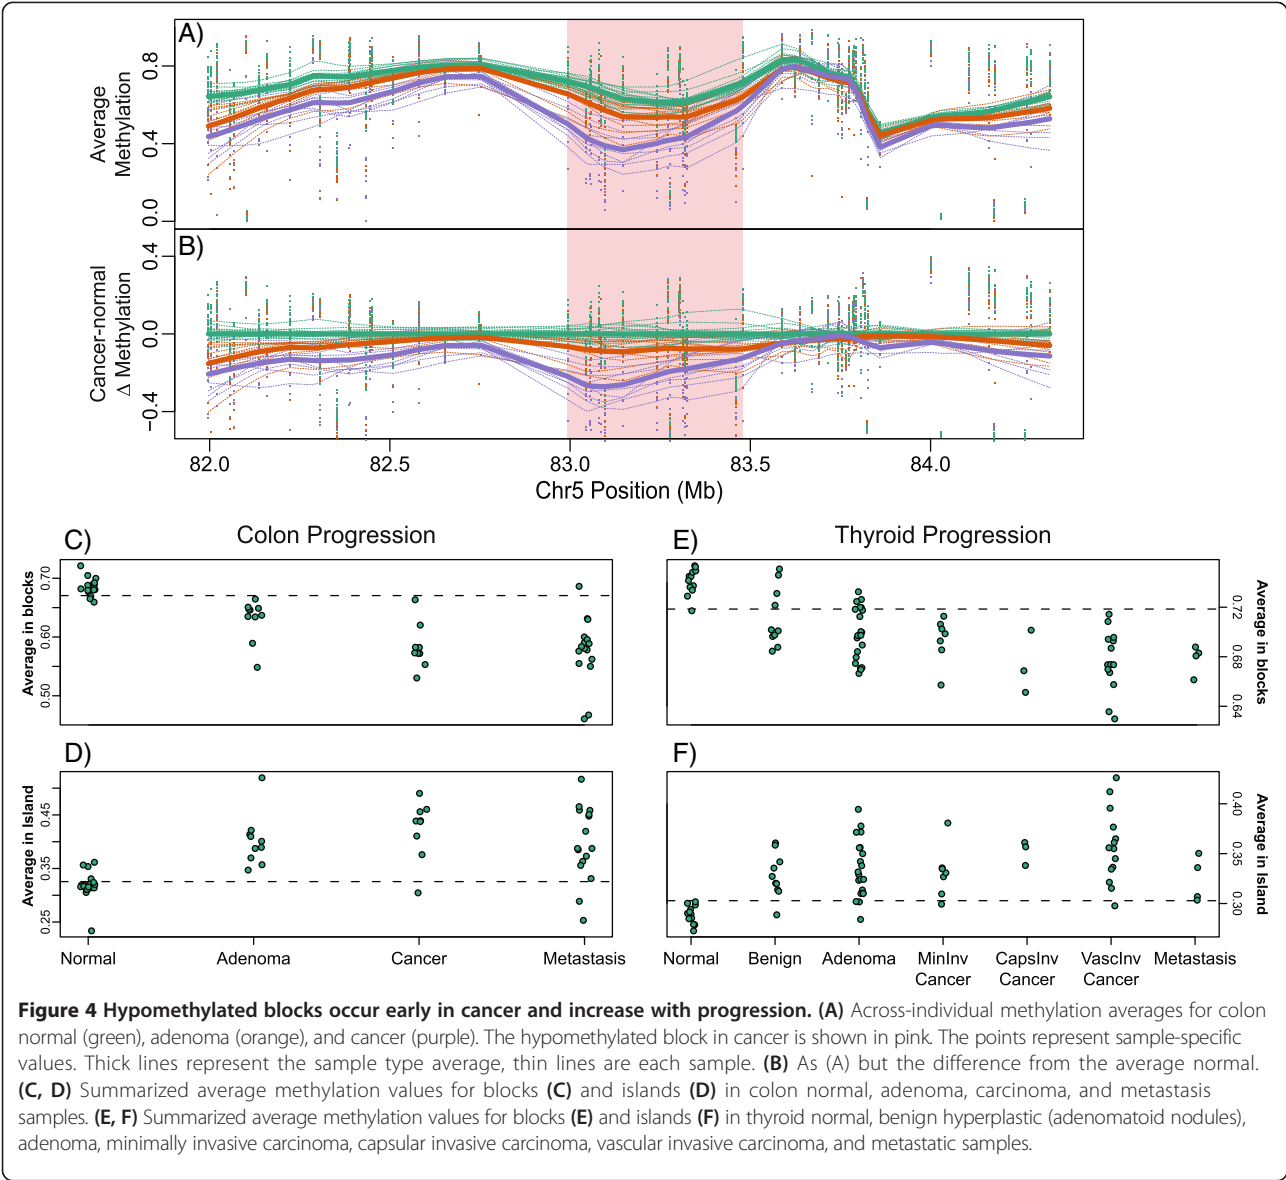 A)
Average
Methylation
0.8
0.4
0.0
B)
Cancer-normal
Δ Methylation
0.4
0.0
−0.4
82.0 82.5 83.0 83.5 84.0
Chr5 Position (Mb)
C) Colon Progression
Average in blocks
0.70
0.60
0.50
D)
Average in Island
0.45
0.35
0.25
Normal Adenoma Cancer Metastasis
E) Thyroid Progression
Average in blocks
0.72
0.68
0.64
F)
Average in Island
0.40
0.35
0.30
Normal Benign Adenoma MinInv CapsInv VascInv Metastasis
Cancer Cancer Cancer
Figure 4 Hypomethylated blocks occur early in cancer and increase with progression. (A) Across-individual methylation averages for colon
normal (green), adenoma (orange), and cancer (purple). The hypomethylated block in cancer is shown in pink. The points represent sample-specific
values. Thick lines represent the sample type average, thin lines are each sample. (B) As (A) but the difference from the average normal.
(C, D) Summarized average methylation values for blocks (C) and islands (D) in colon normal, adenoma, carcinoma, and metastasis
samples. (E, F) Summarized average methylation values for blocks (E) and islands (F) in thyroid normal, benign hyperplastic (adenomatoid nodules),
adenoma, minimally invasive carcinoma, capsular invasive carcinoma, vascular invasive carcinoma, and metastatic samples.